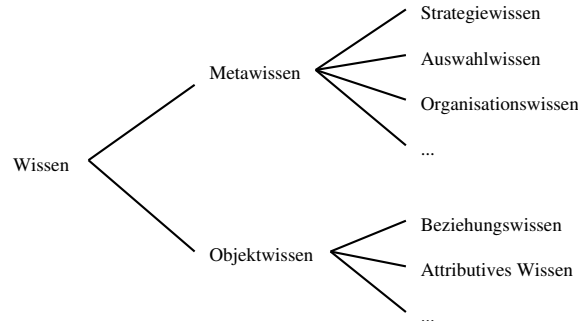 Strategiewissen
Metawissen
Auswahlwissen
Organisationswissen
...
Wissen
Beziehungswissen
Objektwissen
Attributives Wissen
...